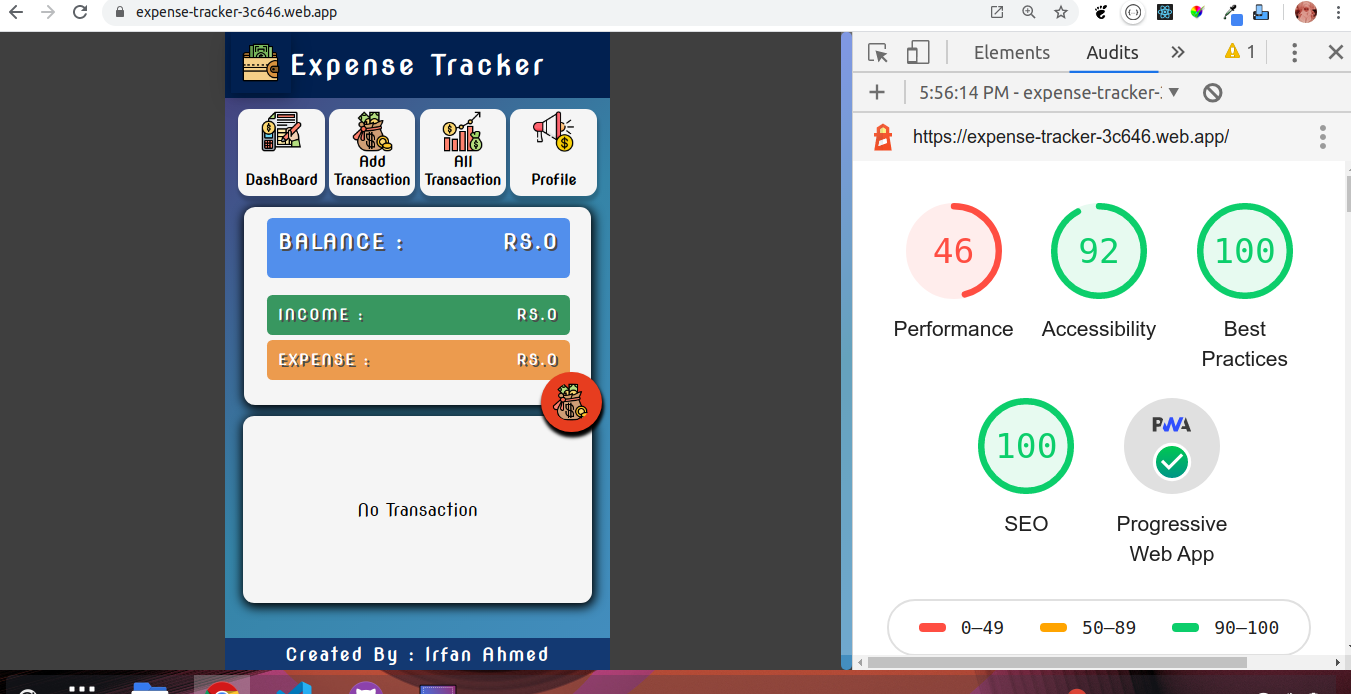 expense-tracker-3c646.web.app
Expense Tracker
DashBoard
Add
Transaction
All
Transaction
Profile
BALANCE : RS.0
INCOME : RS.0
EXPENSE : RS.0
No Transaction
Created By : Irfan Ahmed
Elements Audits 1
5:56:14 PM - expense-tracker-
https://expense-tracker-3c646.web.app/
46 92 100
Performance Accessibility Best
Practices
100 PWA
SEO Progressive
Web App
0–49 50–89 90–100